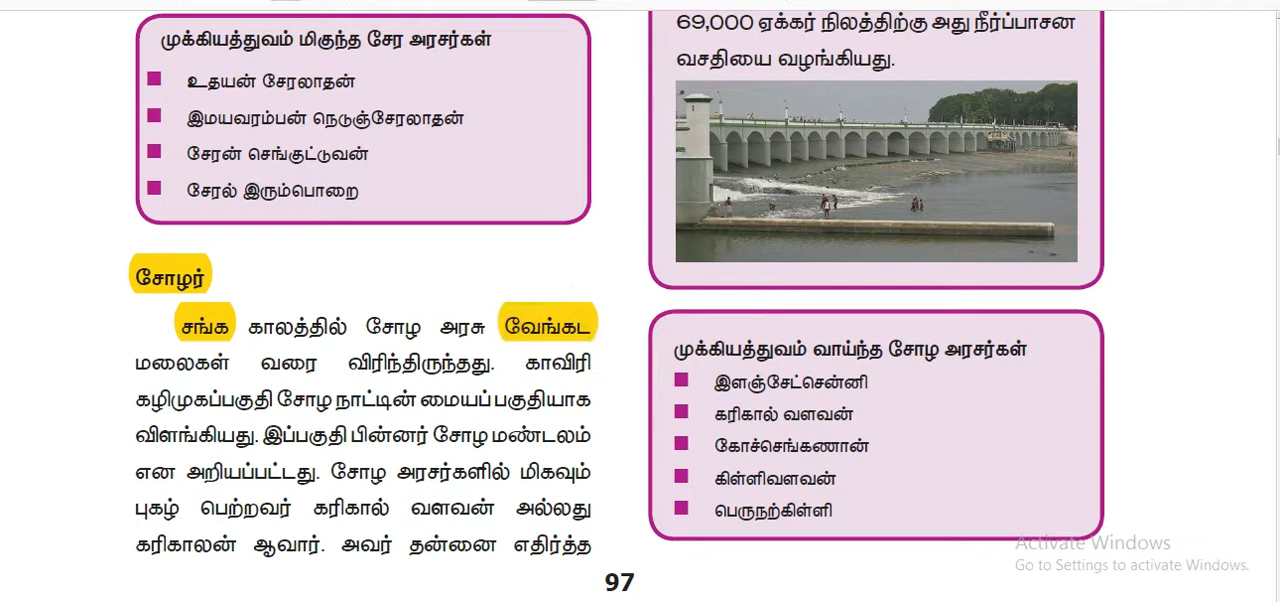 முக்கியத்துவம் மிகுந்த சேர அரசர்கள்
உதயன் சேரலாதன்
இமயவரம்பன் நெடுஞ்சேரலாதன்
சேரன் செங்குட்டுவன்
சேரல் இரும்பொறை
சோழர்
சங்க காலத்தில் சோழ அரசு வேங்கட
மலைகள் வரை விரிந்திருந்தது. காவிரி
கழிமுகப்பகுதி சோழ நாட்டின் மையப் பகுதியாக
விளங்கியது. இப்பகுதி பின்னர் சோழ மண்டலம்
என அறியப்பட்டது. சோழ அரசர்களில் மிகவும்
புகழ் பெற்றவர் கரிகால் வளவன் அல்லது
கரிகாலன் ஆவார். அவர் தன்னை எதிர்த்த
69,000 ஏக்கர் நிலத்திற்கு அது நீர்ப்பாசன
வசதியை வழங்கியது.
முக்கியத்துவம் வாய்ந்த சோழ அரசர்கள்
இளஞ்சேட்சென்னி
கரிகால் வளவன்
கோச்செங்கணான்
கிள்ளிவளவன்
பெருநற்கிள்ளி
97
Activate Windows
Go to Settings to activate Windows.